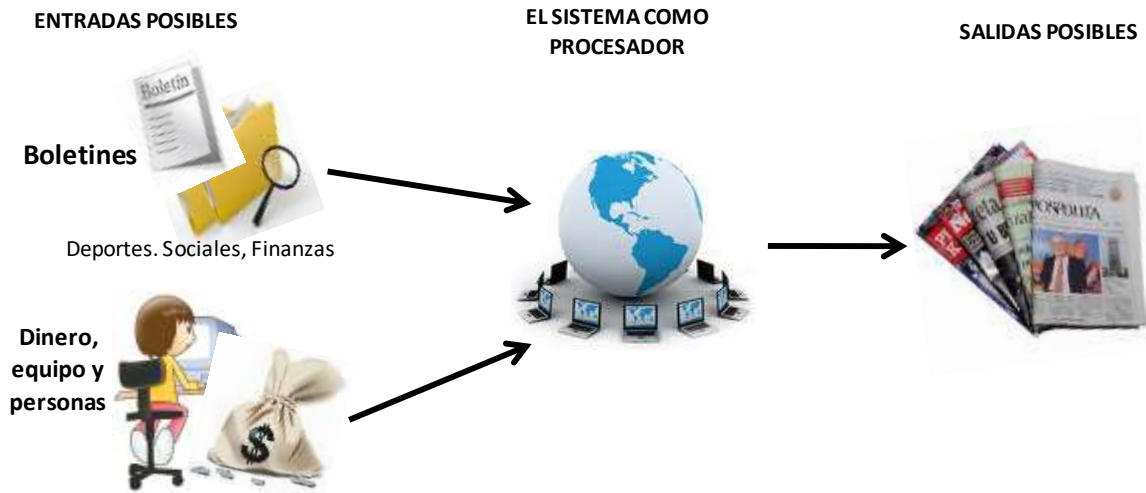 ENTRADAS POSIBLES
EL SISTEMA COMO
PROCESADOR
SALIDAS POSIBLES
Boletín
Boletines
Deportes. Sociales, Finanzas
Dinero,
equipo y
personas
$